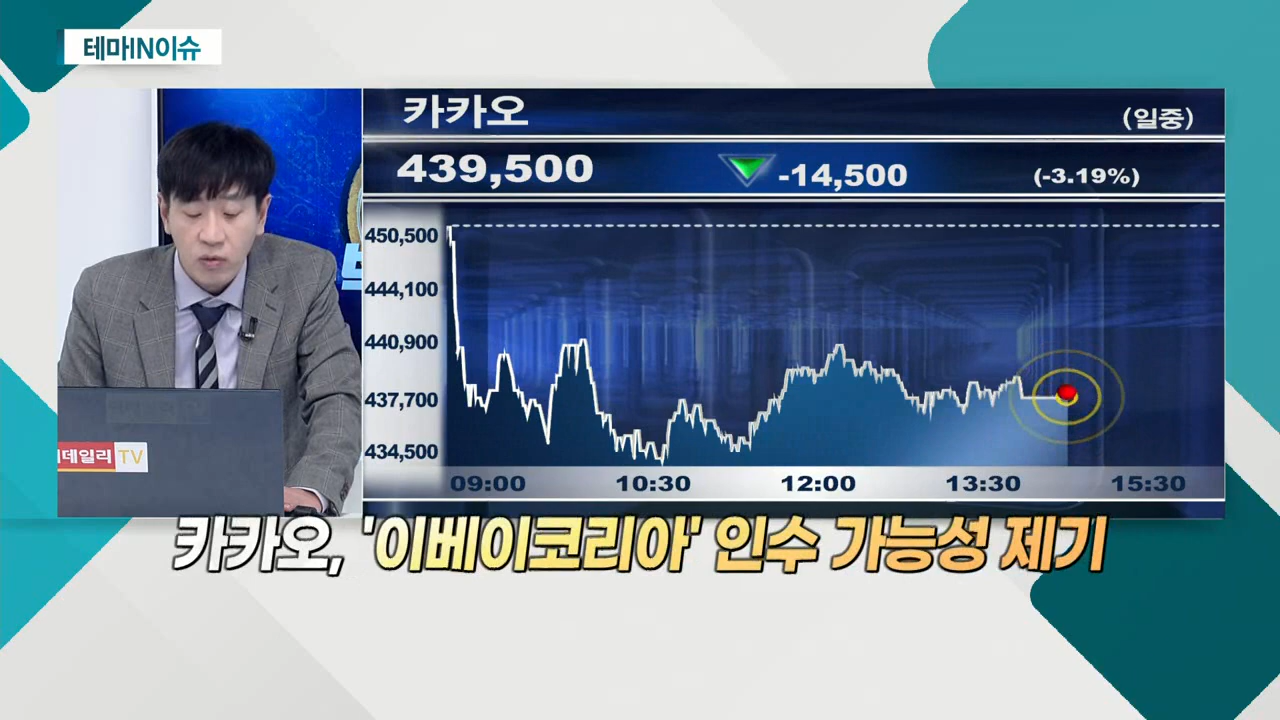 테마IN이슈
카카오
(일중)
439,500 -14,500 (-3.19%)
450,500
444,100
440,900
437,700
434,500
09:00 10:30 12:00 13:30 15:30
데일리 TV
카카오, '이베이코리아' 인수 가능성 제기